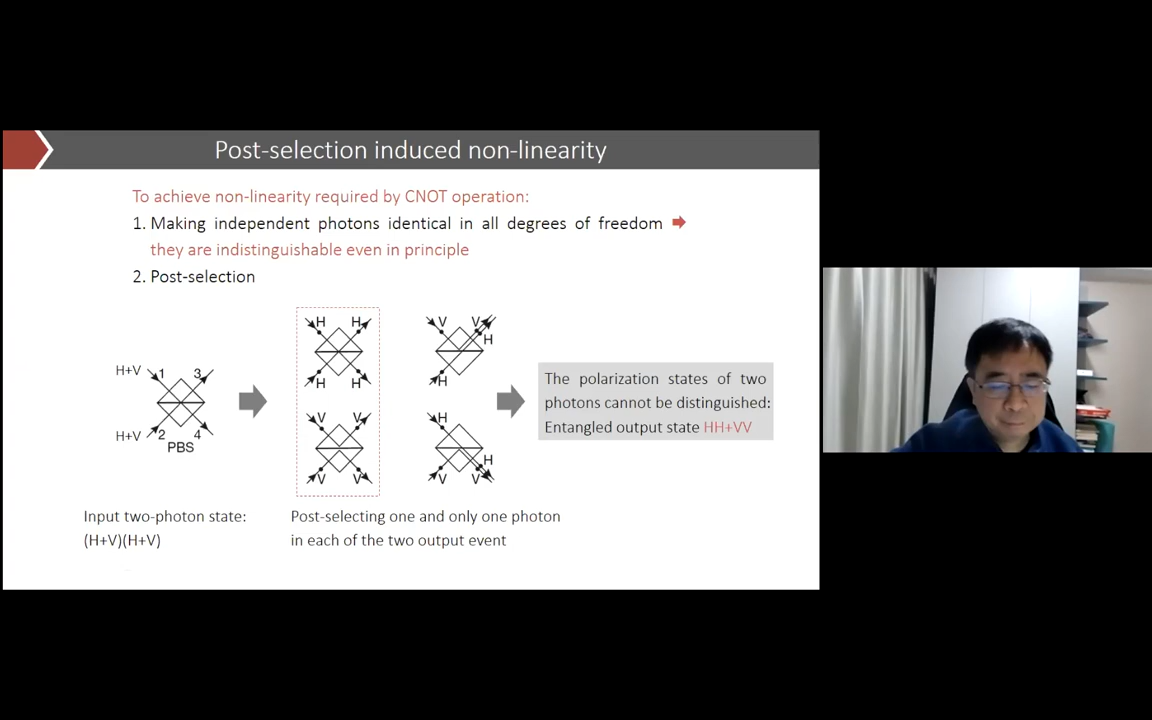 Post-selection induced non-linearity
To achieve non-linearity required by CNOT operation:
1. Making independent photons identical in all degrees of freedom
they are indistinguishable even in principle
2. Post-selection
H H
H H
V V
H
H
H+V 1 3
H+V 2 4
PBS
V V
V V
H
H
V
The polarization states of two
photons cannot be distinguished:
Entangled output state HH+VV
Input two-photon state:
(H+V)(H+V)
Post-selecting one and only one photon
in each of the two output event